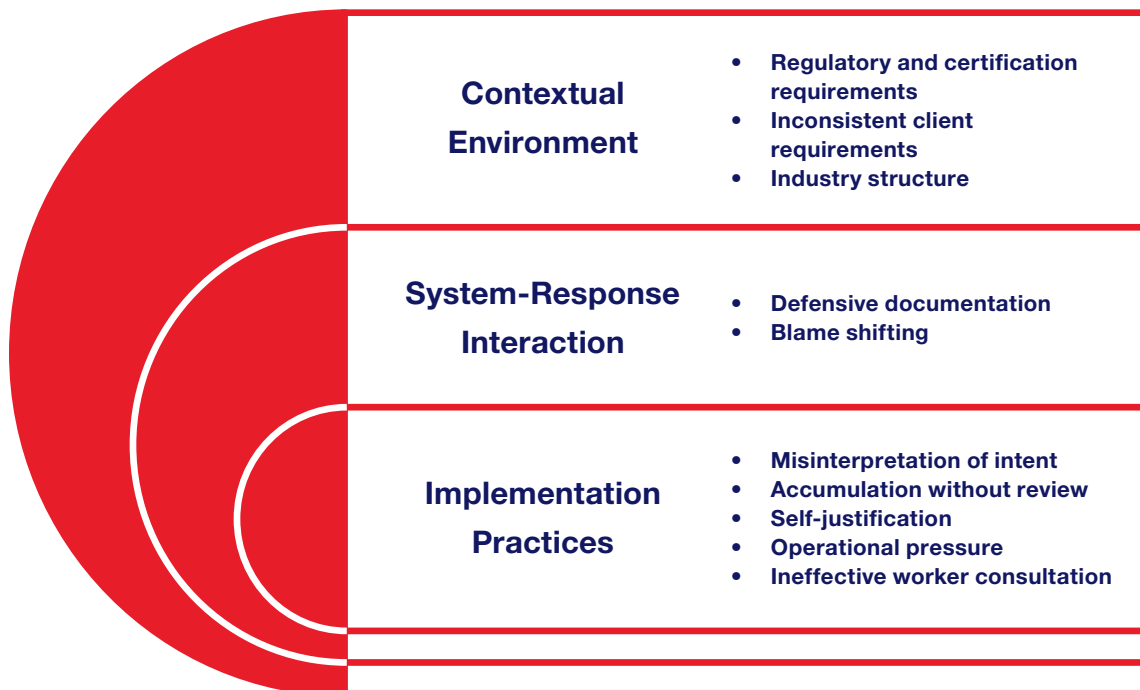 Contextual
Environment
• Regulatory and certification
requirements
• Inconsistent client
requirements
• Industry structure
System-Response
Interaction
• Defensive documentation
• Blame shifting
Implementation
Practices
• Misinterpretation of intent
• Accumulation without review
• Self-justification
• Operational pressure
• Ineffective worker consultation